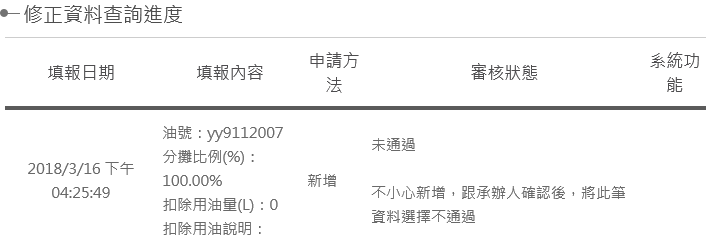 修正資料查詢進度
填報日期 填報內容 申請方法 審核狀態 系統功能
2018/3/16 下午
04:25:49
油號：yy9112007
分攤比例(%)：
100.00%
扣除用油量(L)：0
扣除用油說明：
新增
未通過
不小心新增，跟承辦人確認後，將此筆
資料選擇不通過